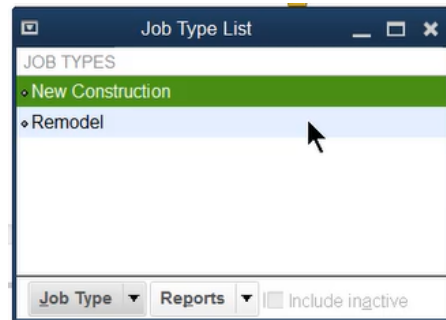 Job Type List
JOB TYPES
New Construction
Remodel
Job Type Reports Include inactive